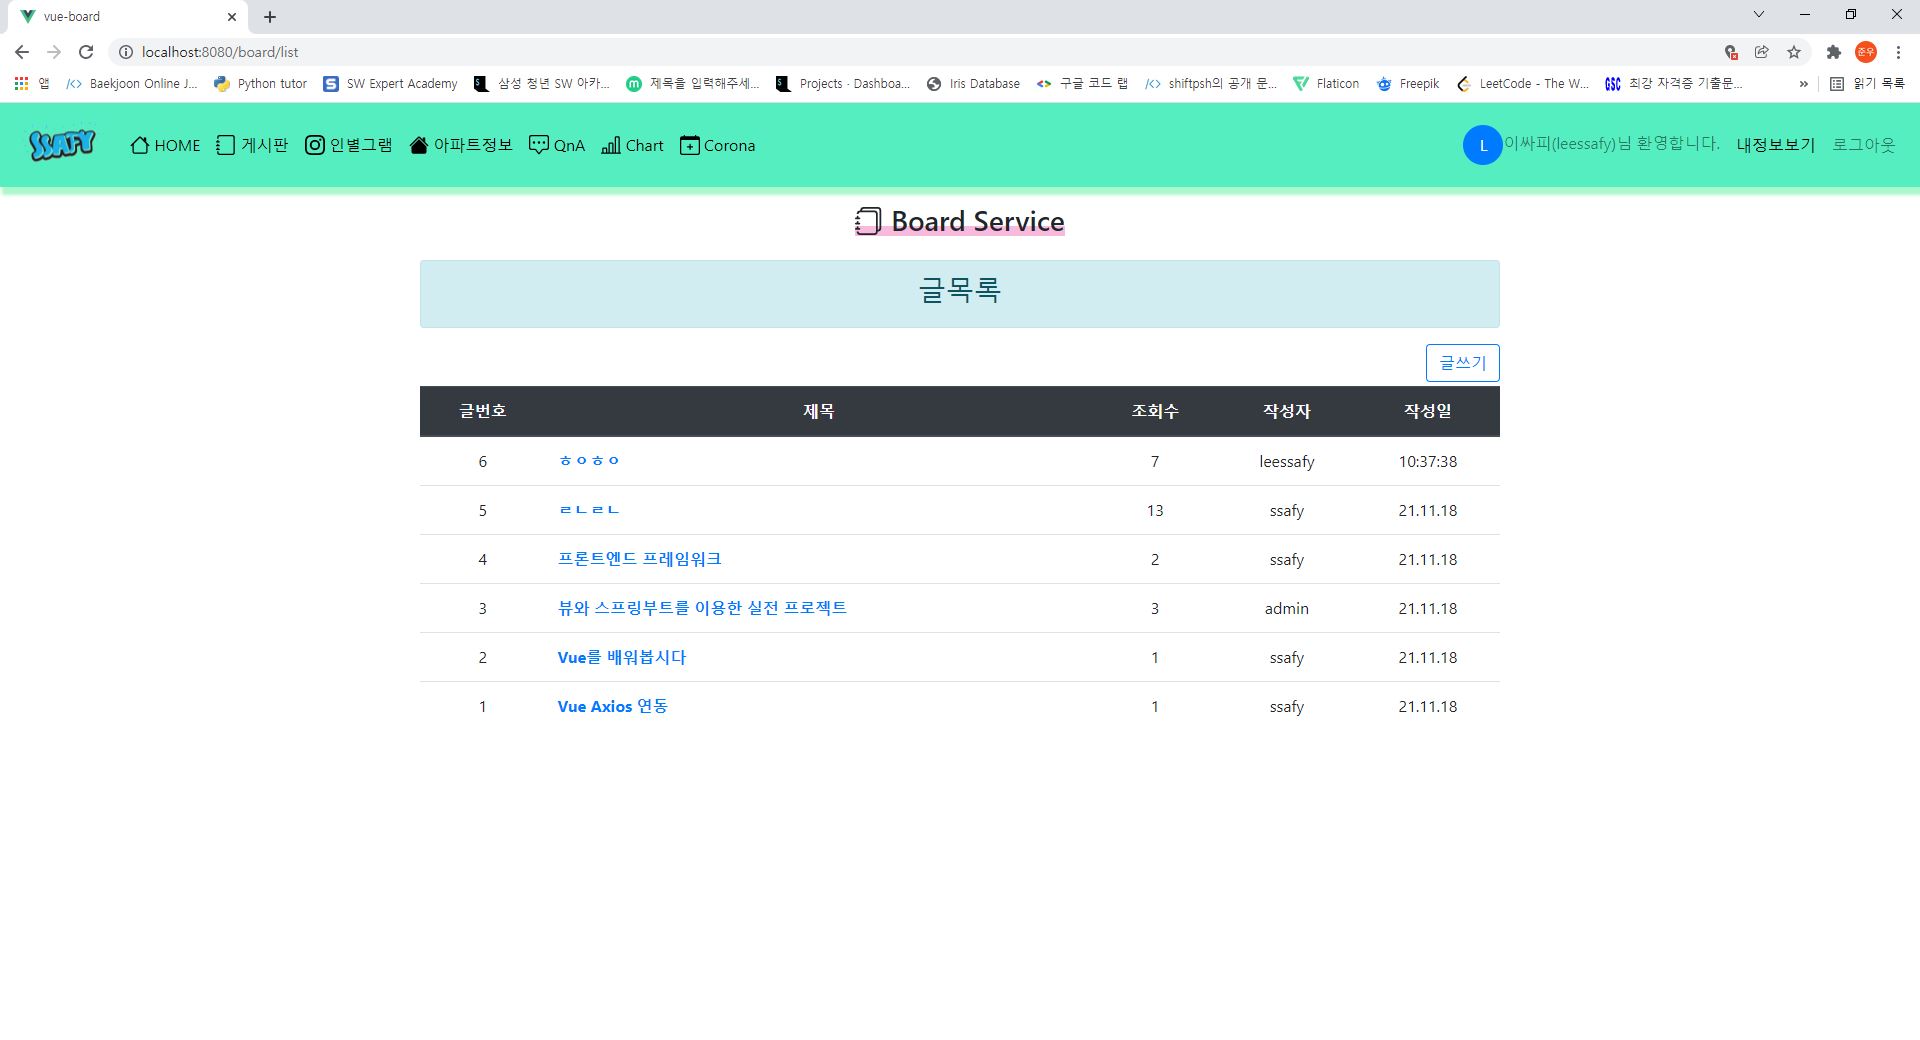 vue-board
localhost:8080/board/list
준우
앱 Baekjoon Online J... Python tutor SW Expert Academy 삼성 청년 SW 아카... 제목을 입력해주세... Projects · Dashboa... Iris Database 구글 코드 랩 shiftpsh의 공개 문... Flaticon Freepik LeetCode - The W... GSC 최강 자격증 기출문... » 읽기 목록
SSAFY HOME 게시판 인별그램 아파트정보 QnA Chart Corona L 이싸피(leessafy)님 환영합니다. 내정보보기 로그아웃
Board Service
글목록
글쓰기
글번호 제목 조회수 작성자 작성일
6 ㅎㅇㅎㅇ 7 leessafy 10:37:38
5 ㄹㄴㄹㄴ 13 ssafy 21.11.18
4 프론트엔드 프레임워크 2 ssafy 21.11.18
3 뷰와 스프링부트를 이용한 실전 프로젝트 3 admin 21.11.18
2 Vue를 배워봅시다 1 ssafy 21.11.18
1 Vue Axios 연동 1 ssafy 21.11.18